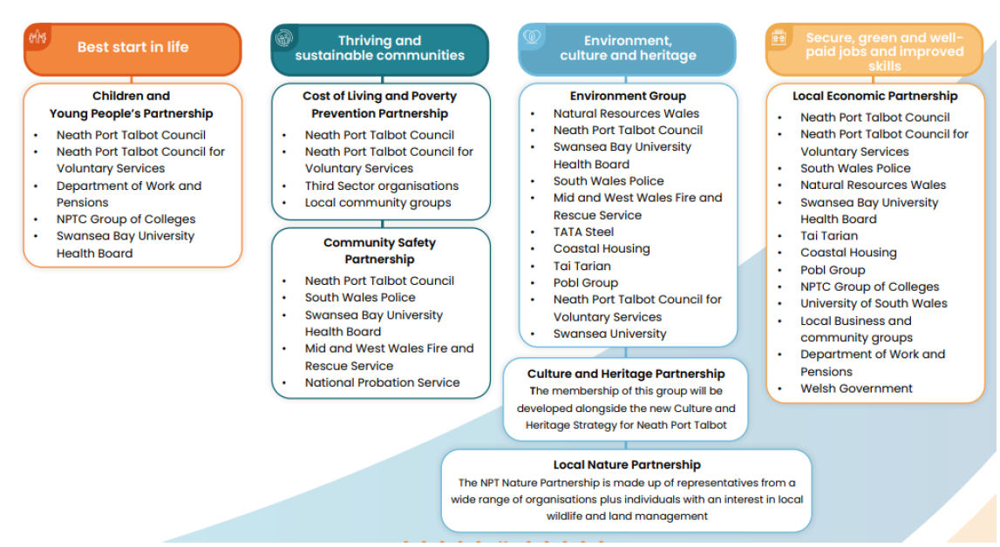 Best start in life
Children and
Young People's Partnership
• Neath Port Talbot Council
• Neath Port Talbot Council for
Voluntary Services
• Department of Work and
Pensions
• NPTC Group of Colleges
• Swansea Bay University
Health Board
Thriving and
sustainable communities
Cost of Living and Poverty
Prevention Partnership
• Neath Port Talbot Council
• Neath Port Talbot Council for
Voluntary Services
• Third Sector organisations
• Local community groups
Community Safety
Partnership
• Neath Port Talbot Council
• South Wales Police
• Swansea Bay University
Health Board
• Mid and West Wales Fire and
Rescue Service
• National Probation Service
Environment,
culture and heritage
Environment Group
• Natural Resources Wales
• Neath Port Talbot Council
• Swansea Bay University
Health Board
• South Wales Police
• Mid and West Wales Fire and
Rescue Service
• TATA Steel
• Coastal Housing
• Tai Tarian
• Pobl Group
• Neath Port Talbot Council for
Voluntary Services
• Swansea University
Culture and Heritage Partnership
The membership of this group will be
developed alongside the new Culture and
Heritage Strategy for Neath Port Talbot
Local Nature Partnership
The NPT Nature Partnership is made up of representatives from a
wide range of organisations plus individuals with an interest in local
wildlife and land management
Secure, green and well-
paid jobs and improved
skills
Local Economic Partnership
• Neath Port Talbot Council
• Neath Port Talbot Council for
Voluntary Services
• South Wales Police
• Natural Resources Wales
• Swansea Bay University
Health Board
• Tai Tarian
• Coastal Housing
• Pobl Group
• NPTC Group of Colleges
• University of South Wales
• Local Business and
community groups
• Department of Work and
Pensions
• Welsh Government